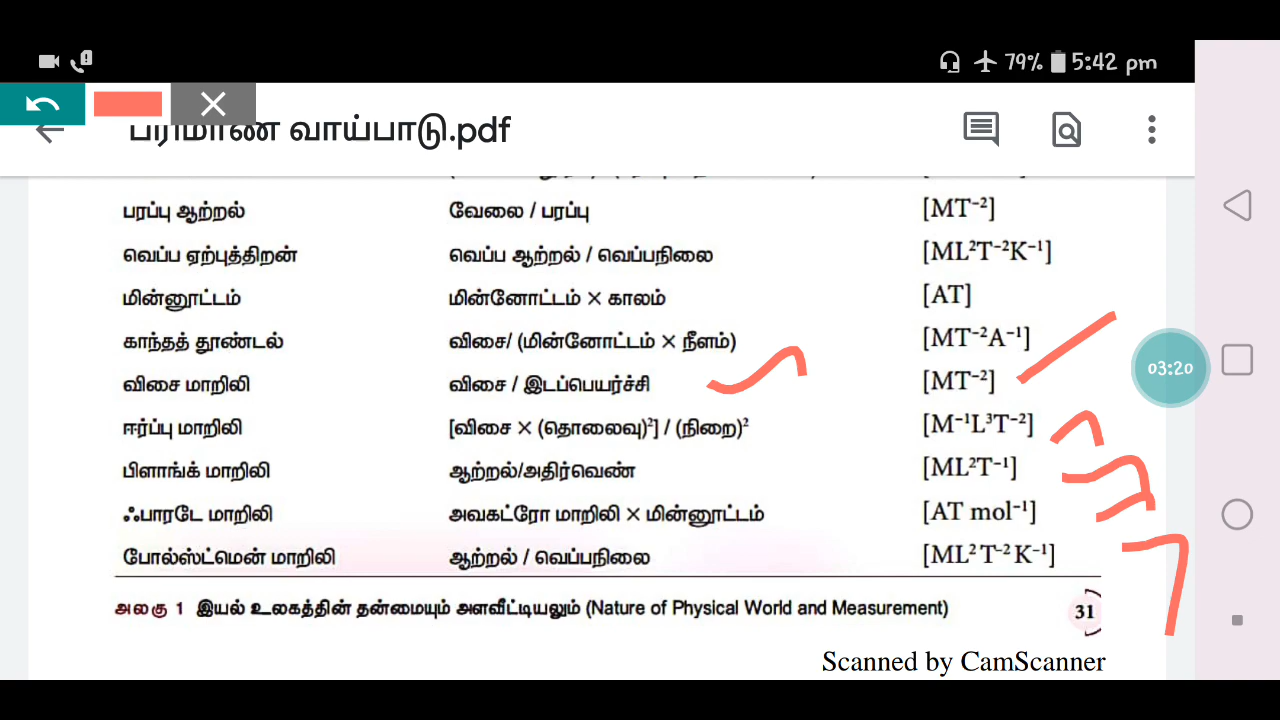 79% 5:42 pm
பரிமாண வாய்பாடு.pdf
பரப்பு ஆற்றல் வேலை / பரப்பு [MT⁻²]
வெப்ப ஏற்புத்திறன் வெப்ப ஆற்றல் / வெப்பநிலை [ML²T⁻²K⁻¹]
மின்னூட்டம் மின்னோட்டம் × காலம் [AT]
காந்தத் தூண்டல் விசை/ (மின்னோட்டம் × நீளம்) [MT⁻²A⁻¹]
விசை மாறிலி விசை / இடப்பெயர்ச்சி [MT⁻²]
03:20
ஈர்ப்பு மாறிலி [விசை × (தொலைவு)²] / (நிறை)² [M⁻¹L³T⁻²]
பிளாங்க் மாறிலி ஆற்றல்/அதிர்வெண் [ML²T⁻¹]
ஃபாரடே மாறிலி அவகட்ரோ மாறிலி × மின்னூட்டம் [AT mol⁻¹]
போல்ஸ்ட்மென் மாறிலி ஆற்றல் / வெப்பநிலை [ML² T⁻² K⁻¹]
அலகு 1 இயல் உலகத்தின் தன்மையும் அளவீட்டியலும் (Nature of Physical World and Measurement) 31
Scanned by CamScanner